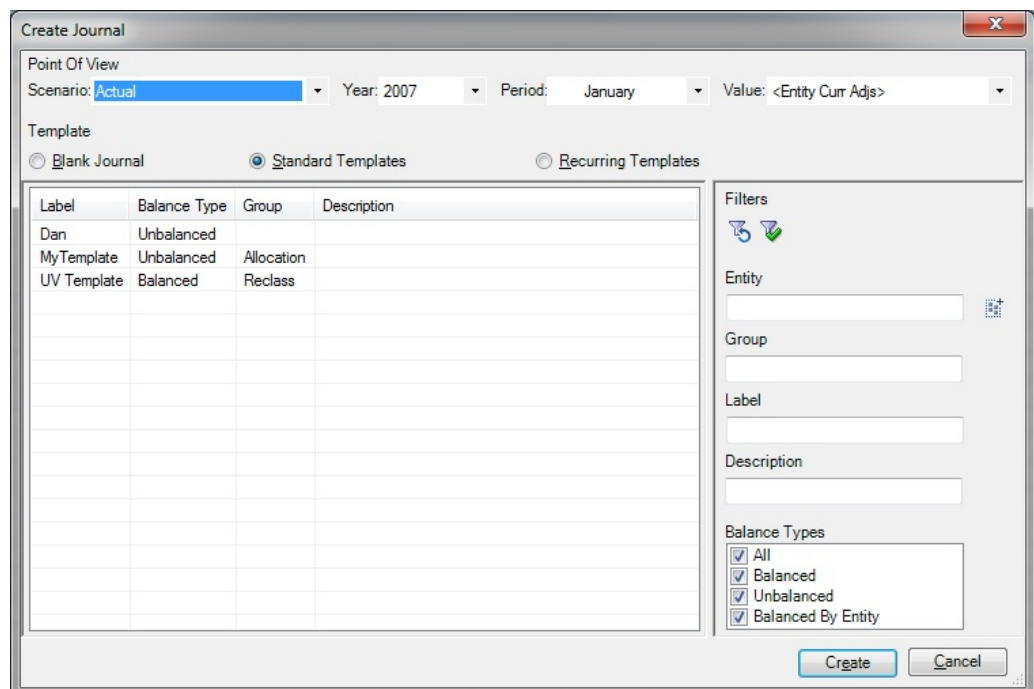 Create Journal
Point Of View
Scenario: Actual Year: 2007 Period: January Value: <Entity Curr Adjs>
Template
Blank Journal Standard Templates Recurring Templates
Label Balance Type Group Description
Dan Unbalanced
MyTemplate Unbalanced Allocation
UV Template Balanced Reclass
Filters
Entity
Group
Label
Description
Balance Types
All
Balanced
Unbalanced
Balanced By Entity
Create Cancel